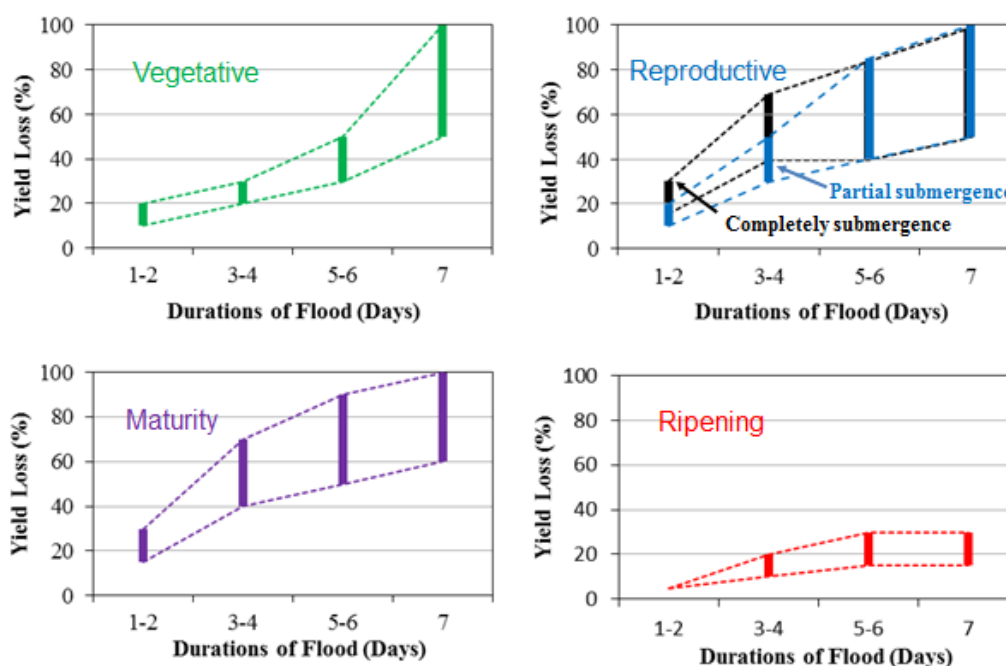 Vegetative
Yield Loss (%)
100
80
60
40
20
0
1-2 3-4 5-6 7
Durations of Flood (Days)
Reproductive
Yield Loss (%)
100
80
60
40
20
0
Partial submergence
Completely submergence
1-2 3-4 5-6 7
Durations of Flood (Days)
Maturity
Yield Loss (%)
100
80
60
40
20
0
1-2 3-4 5-6 7
Durations of Flood (Days)
Ripening
Yield Loss (%)
100
80
60
40
20
0
1-2 3-4 5-6 7
Durations of Flood (Days)